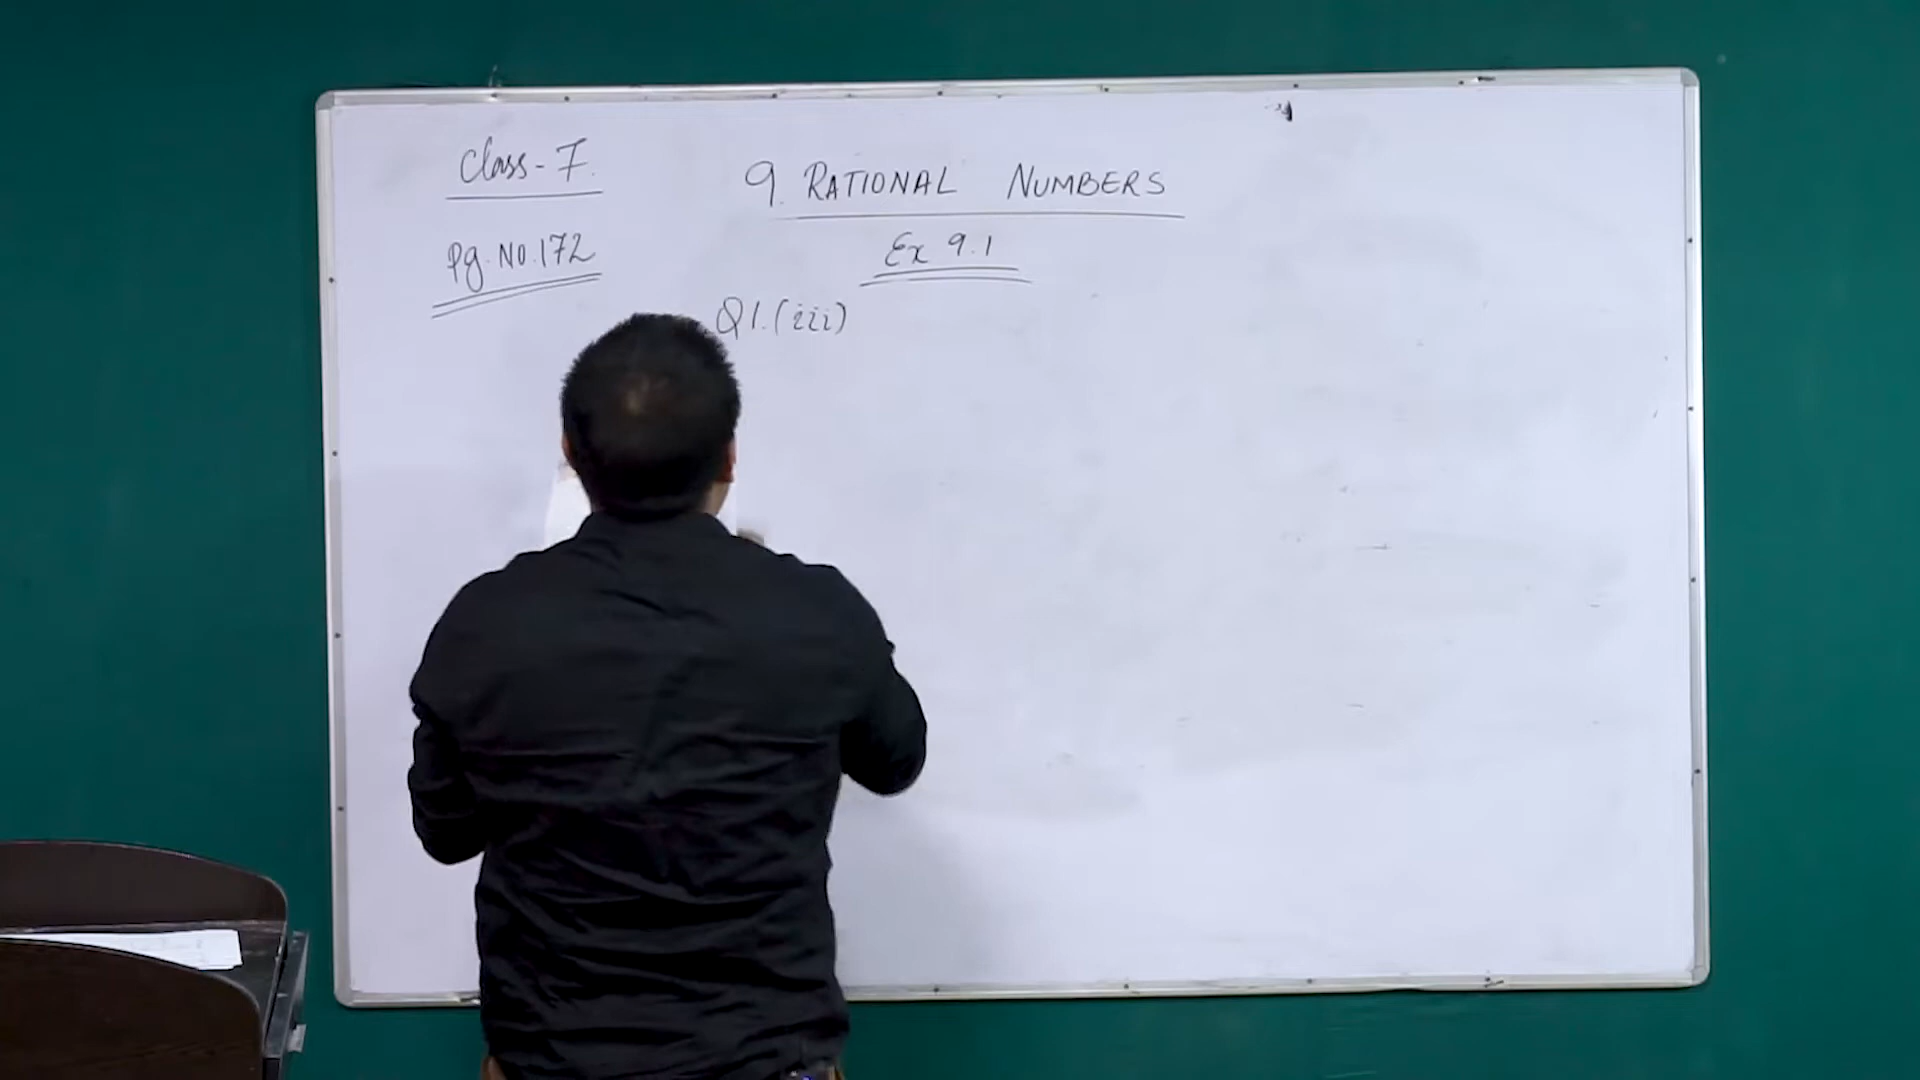 Class-7.
9. RATIONAL NUMBERS
Pg. No. 172
Ex 9.1
Q1. (iii)